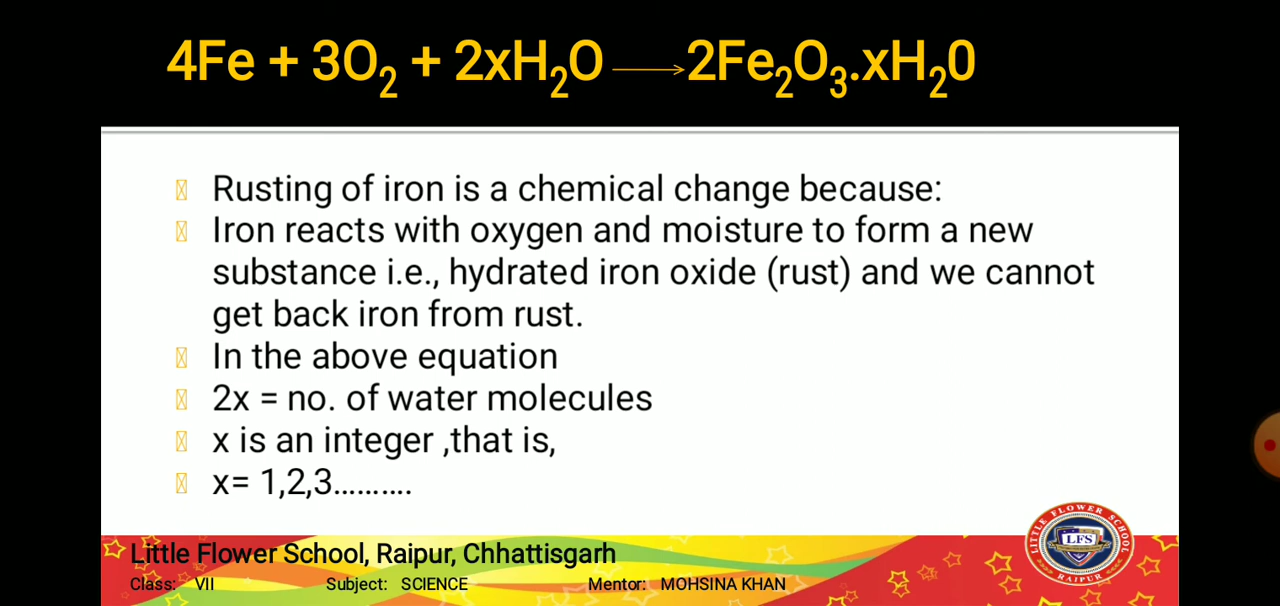 4Fe + 3O₂ + 2xH₂O ⟶ 2Fe₂O₃.xH₂0
Rusting of iron is a chemical change because:
Iron reacts with oxygen and moisture to form a new
substance i.e., hydrated iron oxide (rust) and we cannot
get back iron from rust.
In the above equation
2x = no. of water molecules
x is an integer ,that is,
x= 1,2,3..........
LITTLE FLOWER SCHOOL
LFS
RAIPUR
Little Flower School, Raipur, Chhattisgarh
Class: VII Subject: SCIENCE Mentor: MOHSINA KHAN